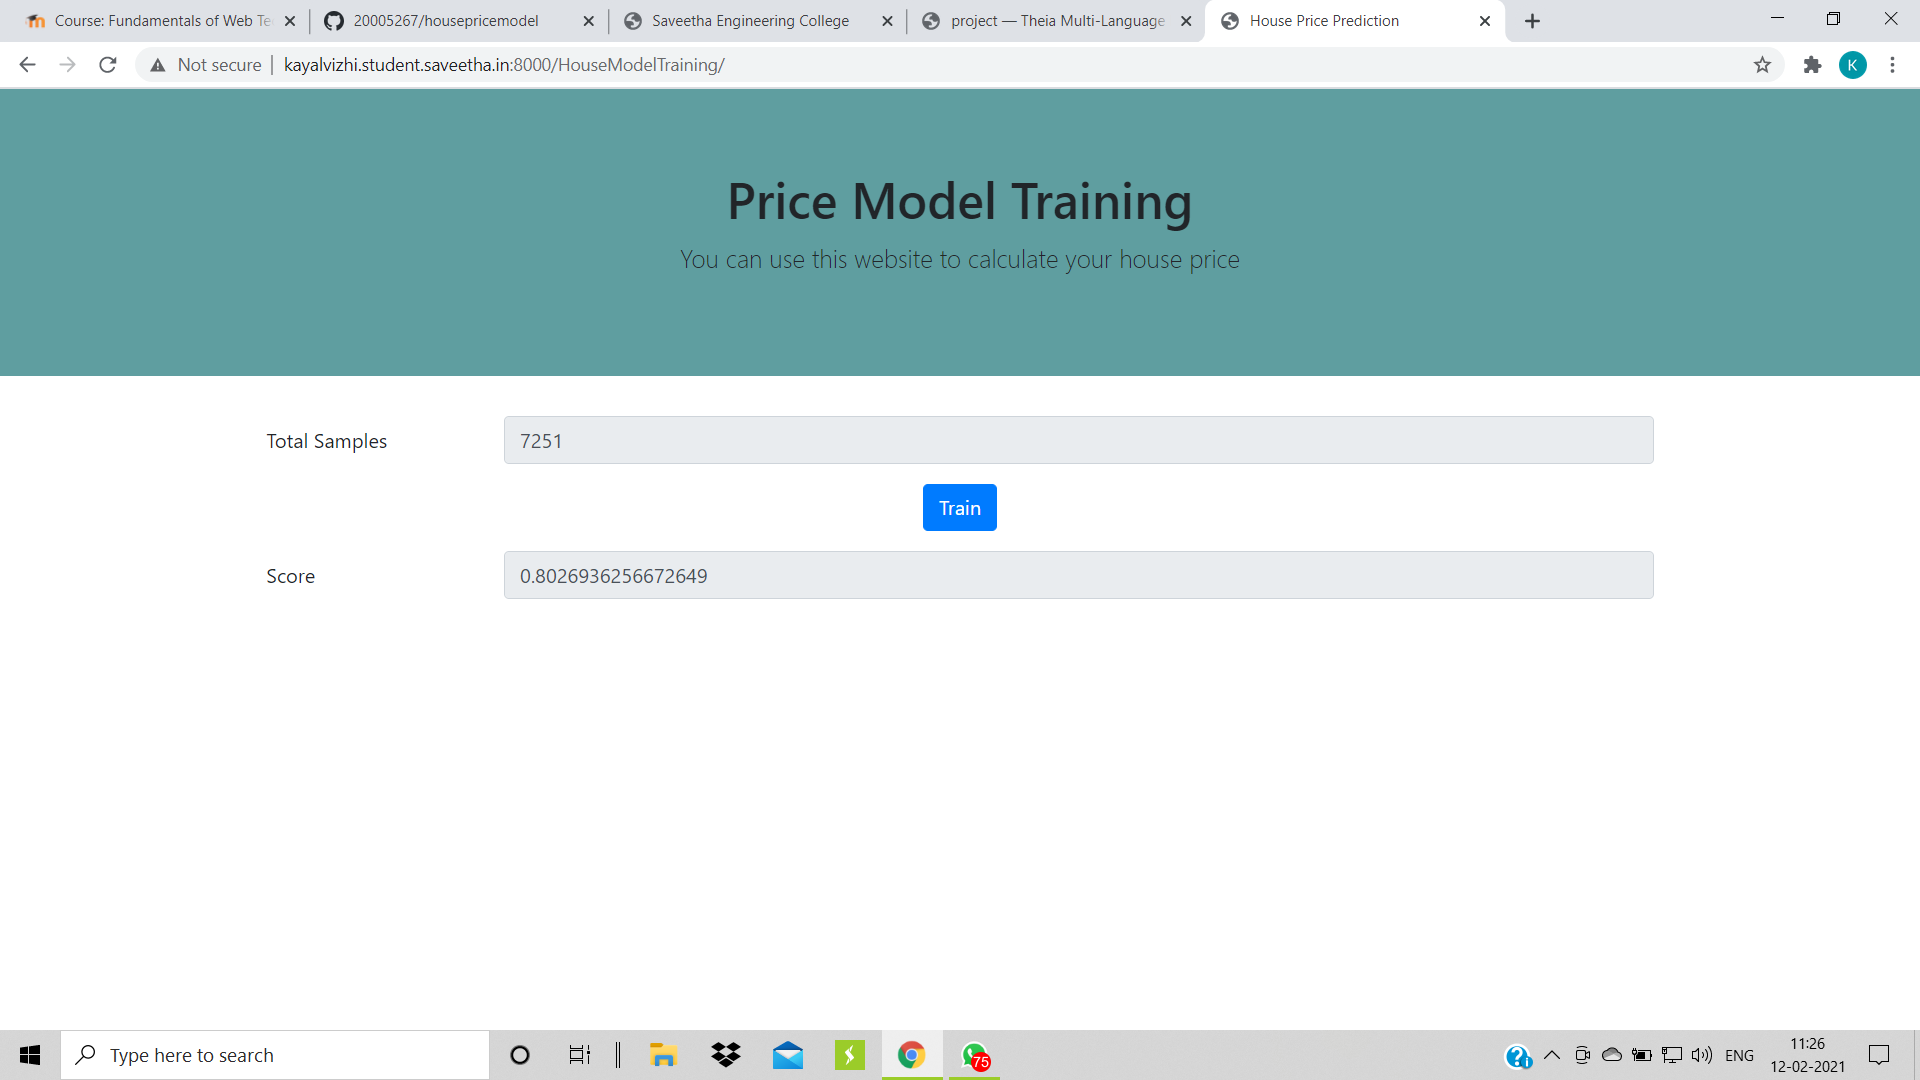 Course: Fundamentals of Web Te
20005267/housepricemodel
Saveetha Engineering College
project — Theia Multi-Language
House Price Prediction
Not secure
kayalvizhi.student.saveetha.in:8000/HouseModelTraining/
K
Price Model Training
You can use this website to calculate your house price
Total Samples
7251
Train
Score
0.8026936256672649
Type here to search
75
ENG
11:26
12-02-2021